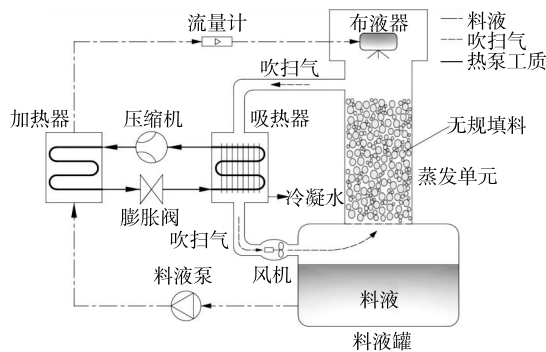 流量计
布液器
料液
吹扫气
热泵工质
吹扫气
加热器
压缩机
吸热器
无规填料
蒸发单元
膨胀阀
冷凝水
吹扫气
风机
料液泵
料液
料液罐